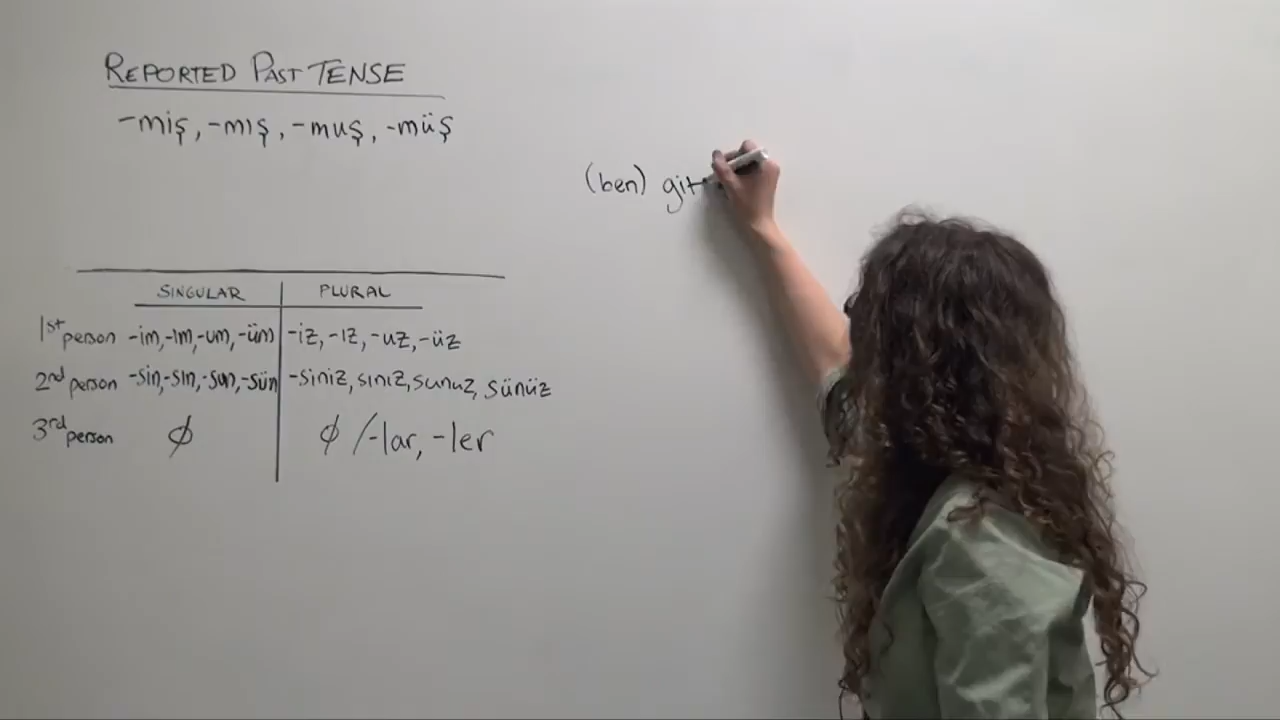 REPORTED PAST TENSE
-miş, -mış, -muş, -müş
(ben) git
SINGULAR PLURAL
1st person -im, -ım, -um, -üm -iz, -ız, -uz, -üz
2nd person -sin, -sın, -sun, -sün -siniz, sınız, sunuz, sünüz
3rd person ϕ ϕ /-lar, -ler